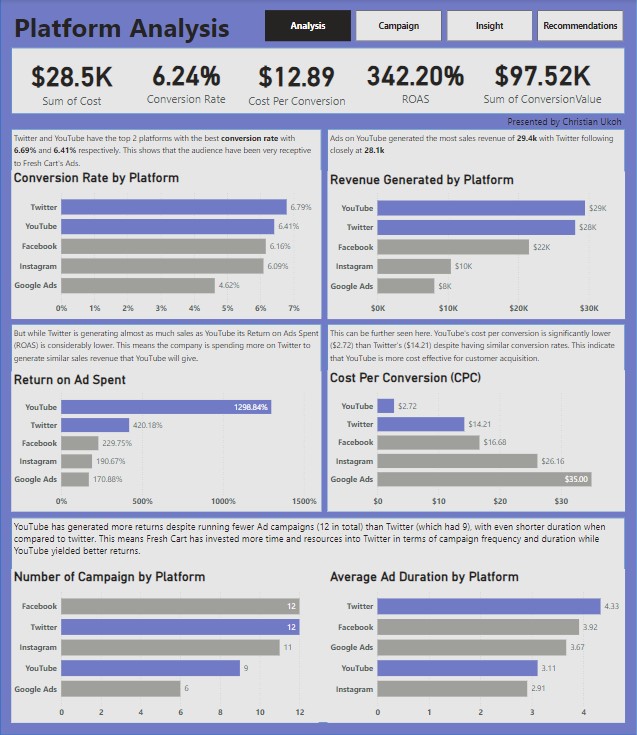 Platform Analysis
Analysis
Campaign
Insight
Recommendations
$28.5K
Sum of Cost
6.24%
Conversion Rate
$12.89
Cost Per Conversion
342.20%
ROAS
$97.52K
Sum of ConversionValue
Presented by Christian Ukoh
Twitter and YouTube have the top 2 platforms with the best conversion rate with
6.69% and 6.41% respectively. This shows that the audience have been very receptive
to Fresh Cart's Ads.
Conversion Rate by Platform
Twitter 6.79%
YouTube 6.41%
Facebook 6.16%
Instagram 6.09%
Google Ads 4.62%
0% 1% 2% 3% 4% 5% 6% 7%
Ads on YouTube generated the most sales revenue of 29.4k with Twitter following
closely at 28.1k
Revenue Generated by Platform
YouTube $29K
Twitter $28K
Facebook $22K
Instagram $10K
Google Ads $8K
$0K $10K $20K $30K
But while Twitter is generating almost as much sales as YouTube its Return on Ads Spent
(ROAS) is considerably lower. This means the company is spending more on Twitter to
generate similar sales revenue that YouTube will give.
Return on Ad Spent
YouTube 1298.84%
Twitter 420.18%
Facebook 229.75%
Instagram 190.67%
Google Ads 170.88%
0% 500% 1000% 1500%
This can be further seen here. YouTube's cost per conversion is significantly lower
($2.72) than Twitter's ($14.21) despite having similar conversion rates. This indicate
that YouTube is more cost effective for customer acquisition.
Cost Per Conversion (CPC)
YouTube $2.72
Twitter $14.21
Facebook $16.68
Instagram $26.16
Google Ads $35.00
$0 $10 $20 $30
YouTube has generated more returns despite running fewer Ad campaigns (12 in total) than Twitter (which had 9), with even shorter duration when
compared to twitter. This means Fresh Cart has invested more time and resources into Twitter in terms of campaign frequency and duration while
YouTube yielded better returns.
Number of Campaign by Platform
Facebook 12
Twitter 12
Instagram 11
YouTube 9
Google Ads 6
0 2 4 6 8 10 12
Average Ad Duration by Platform
Twitter 4.33
Facebook 3.92
Google Ads 3.67
YouTube 3.11
Instagram 2.91
0 1 2 3 4